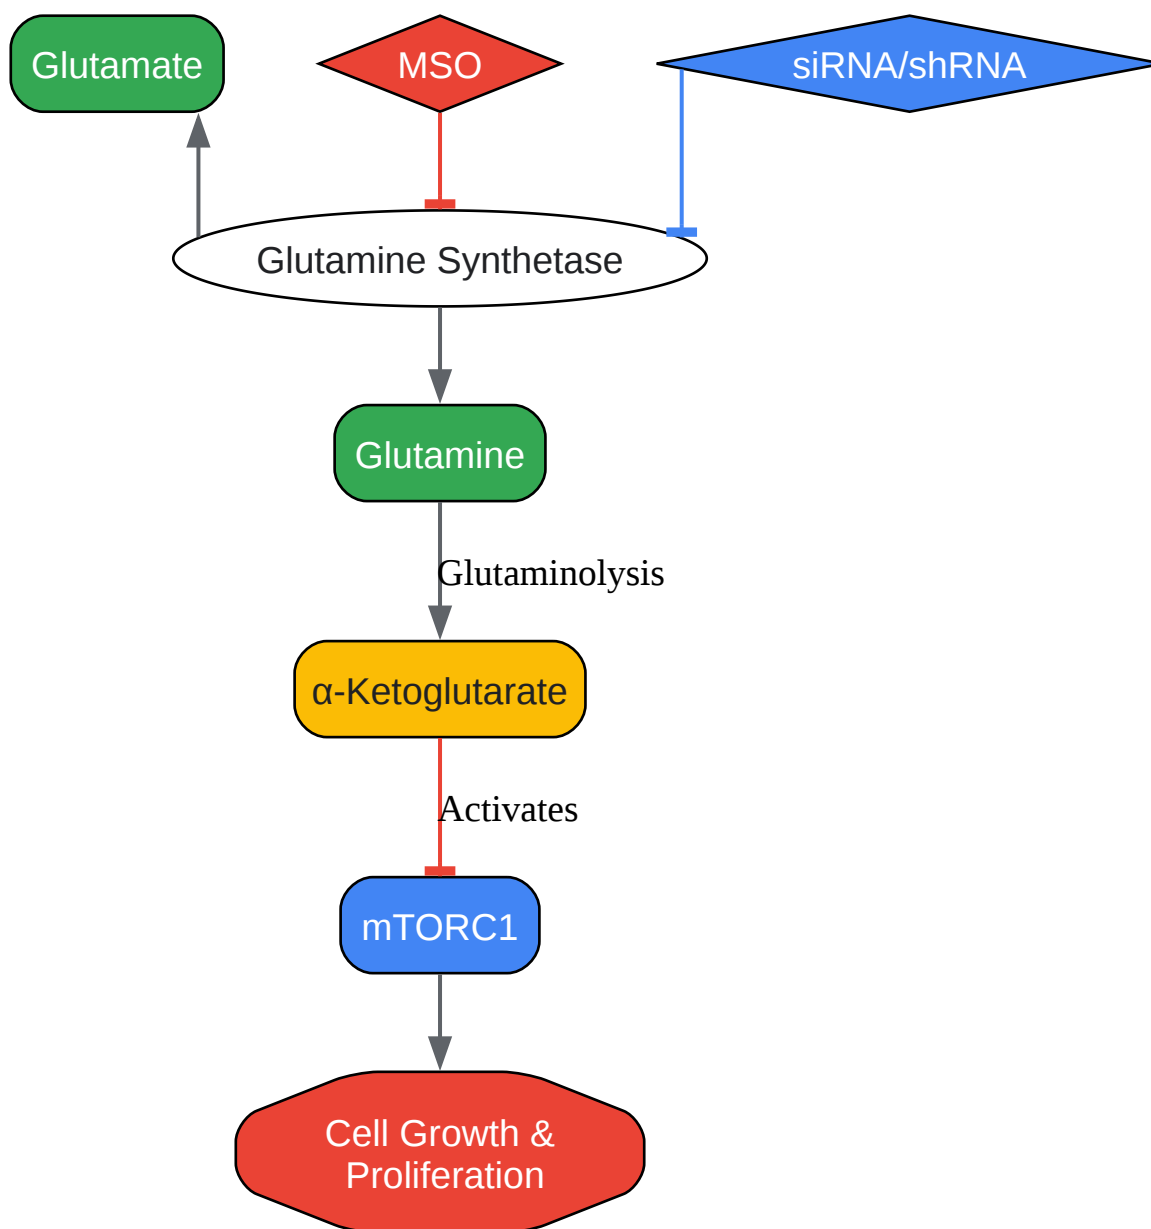 Glutamate
MSO
siRNA/shRNA
Glutamine Synthetase
Glutamine
Glutaminolysis
α-Ketoglutarate
Activates
mTORC1
Cell Growth &
Proliferation